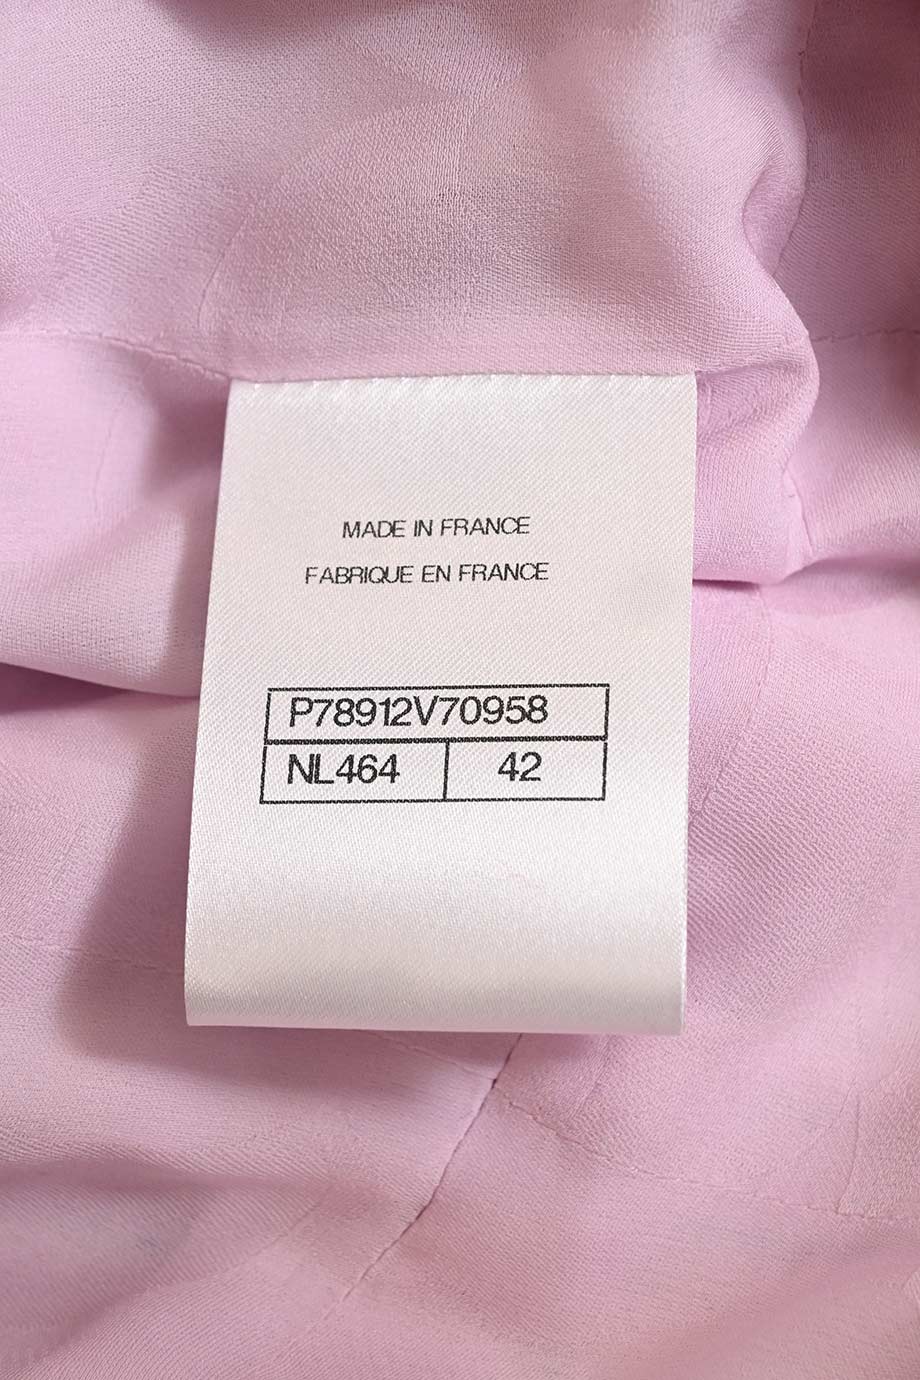 MADE IN FRANCE
FABRIQUE EN FRANCE
P78912V70958
NL464 42